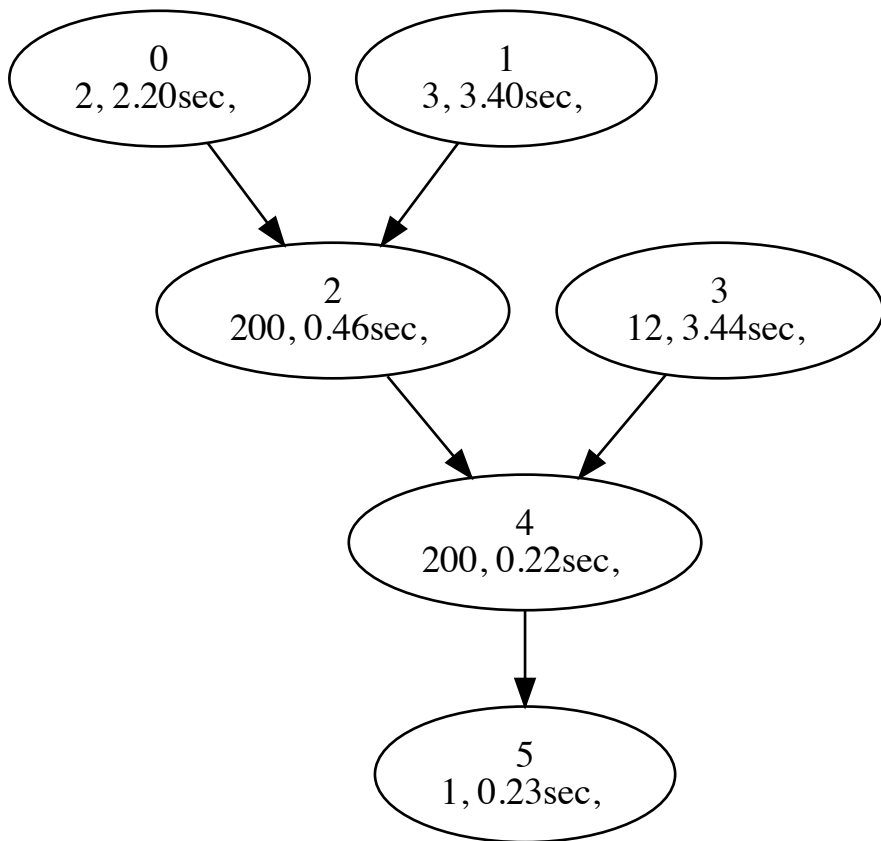 0
2, 2.20sec,
1
3, 3.40sec,
2
200, 0.46sec,
3
12, 3.44sec,
4
200, 0.22sec,
5
1, 0.23sec,